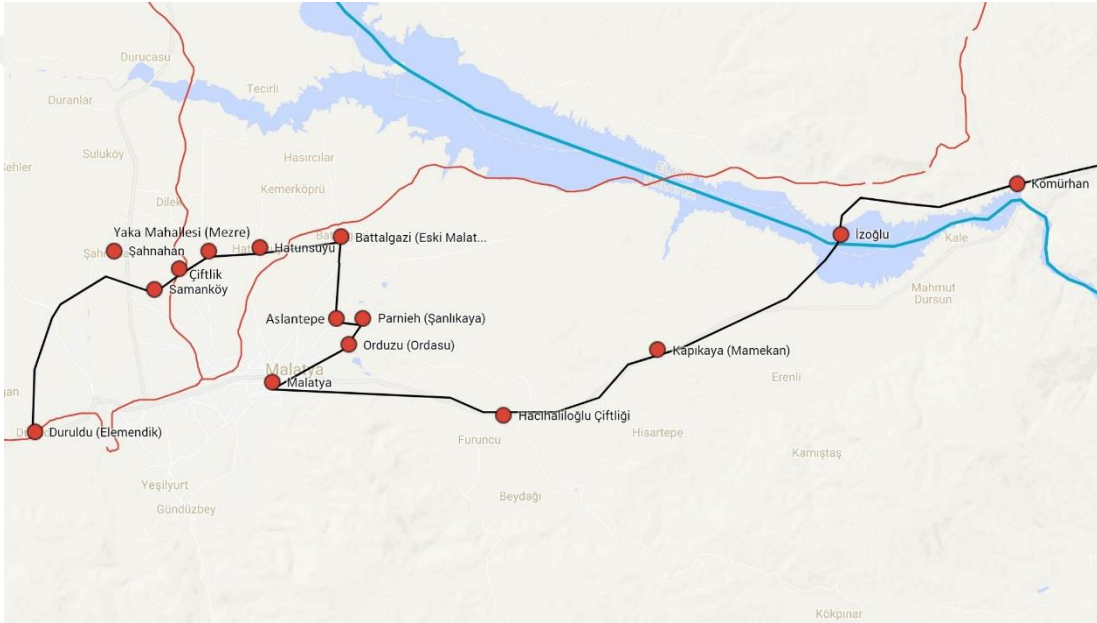 Durucasu
Tecirli
Duranlar
Suluköy
Hasırcılar
Kemerköprü
Dilek
Kömürhan
Yaka Mahallesi (Mezre)
Battalgazi (Eski Malat...
Hatunsuyu
Şahnahan
İzoğlu
Kale
Çiftlik
Samanköy
Mahmut
Dursun
Aslantepe
Parnieh (Şanlıkaya)
Orduzu (Ordasu)
Kapıkaya (Mamekan)
Malatya
Malatya
Erenli
Hacıhaliloğlu Çiftliği
Duruldu (Elemendik)
Furuncu
Hisartepe
Kamıştaş
Yeşilyurt
Beydağı
Gündüzbey
Kökpınar